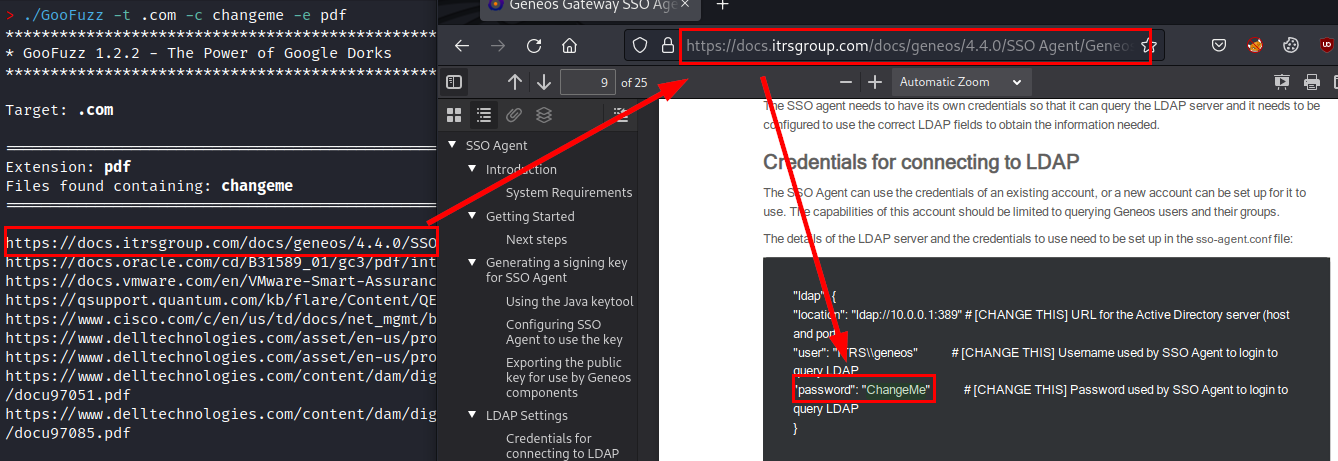 > ./GooFuzz -t .com -c changeme -e pdf
* GooFuzz 1.2.2 - The Power of Google Dorks
Target: .com
Extension: pdf
Files found containing: changeme
https://docs.itrsgroup.com/docs/geneos/4.4.0/SSO
https://docs.oracle.com/cd/B31589_01/gc3/pdf/int
https://docs.vmware.com/en/VMware-Smart-Assuranc
https://qsupport.quantum.com/kb/flare/Content/QE
https://www.cisco.com/c/en/us/td/docs/net_mgmt/b
https://www.delltechnologies.com/asset/en-us/pro
https://www.delltechnologies.com/asset/en-us/pro
https://www.delltechnologies.com/content/dam/dig
/docu97051.pdf
https://www.delltechnologies.com/content/dam/dig
/docu97085.pdf
Geneos Gateway SSO Age
https://docs.itrsgroup.com/docs/geneos/4.4.0/SSO Agent/Geneo
9 of 25
Automatic Zoom
SSO Agent
Introduction
System Requirements
Getting Started
Next steps
Generating a signing key
for SSO Agent
Using the Java keytool
Configuring SSO
Agent to use the key
Exporting the public
key for use by Geneos
components
LDAP Settings
Credentials for
connecting to LDAP
The SSO agent needs to have its own credentials so that it can query the LDAP server and it needs to be
configured to use the correct LDAP fields to obtain the information needed.
Credentials for connecting to LDAP
The SSO Agent can use the credentials of an existing account, or a new account can be set up for it to
use. The capabilities of this account should be limited to querying Geneos users and their groups.
The details of the LDAP server and the credentials to use need to be set up in the sso-agent.conf file:
"ldap" {
"location": "ldap://10.0.0.1:389" # [CHANGE THIS] URL for the Active Directory server (host
and port
"user": "ITRS\\geneos" # [CHANGE THIS] Username used by SSO Agent to login to
query LDAP
"password": "ChangeMe" # [CHANGE THIS] Password used by SSO Agent to login to
query LDAP
}